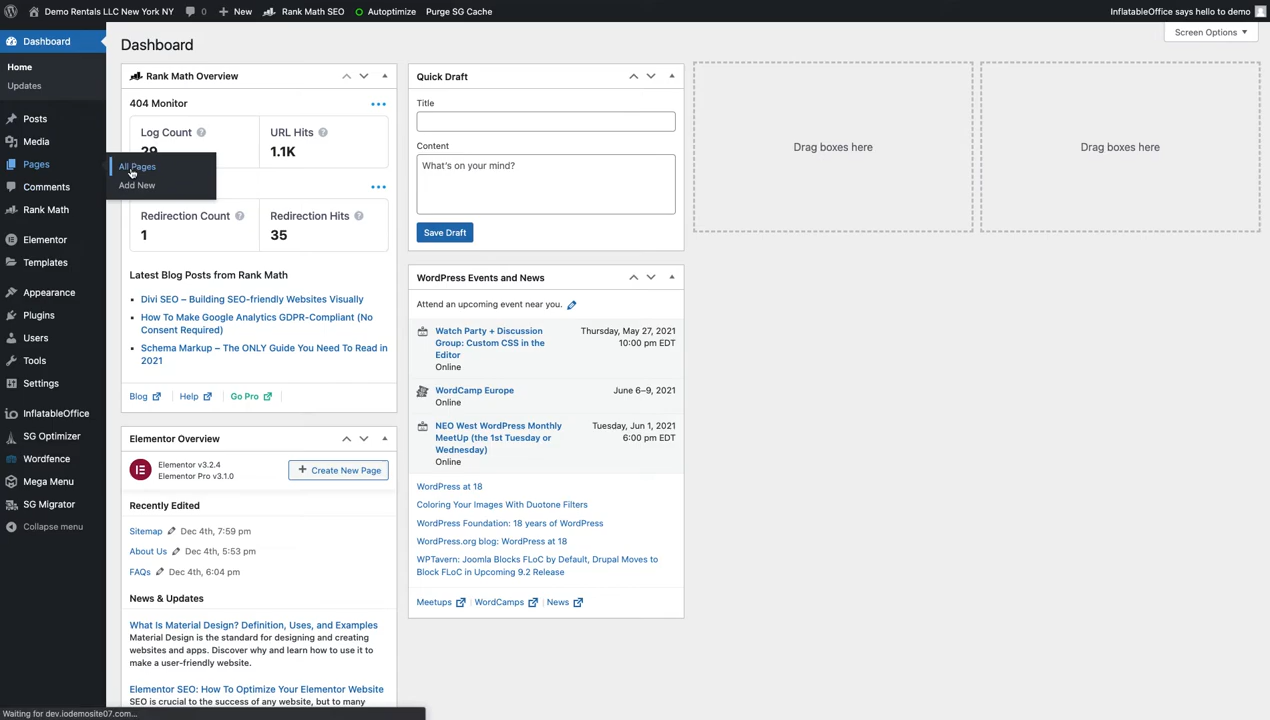 Demo Rentals LLC New York NY
0
New
Rank Math SEO
Autoptimize
Purge SG Cache
InflatableOffice says hello to demo
Screen Options
Dashboard
Home
Updates
Posts
Media
Pages
Comments
Rank Math
Elementor
Templates
Appearance
Plugins
Users
Tools
Settings
InflatableOffice
SG Optimizer
Wordfence
Mega Menu
SG Migrator
Collapse menu
All Pages
Add New
Dashboard
Rank Math Overview
404 Monitor
Log Count
29
URL Hits
1.1K
Redirection Count
1
Redirection Hits
35
Latest Blog Posts from Rank Math
Divi SEO – Building SEO-friendly Websites Visually
How To Make Google Analytics GDPR-Compliant (No
Consent Required)
Schema Markup – The ONLY Guide You Need To Read in
2021
Blog
Help
Go Pro
Elementor Overview
Elementor v3.2.4
Elementor Pro v3.1.0
Create New Page
Recently Edited
Sitemap Dec 4th, 7:59 pm
About Us Dec 4th, 5:53 pm
FAQs Dec 4th, 6:04 pm
News & Updates
What Is Material Design? Definition, Uses, and Examples
Material Design is the standard for designing and creating
websites and apps. Discover why and learn how to use it to
make a user-friendly website.
Elementor SEO: How To Optimize Your Elementor Website
SEO is crucial to the success of any website, but to many
Quick Draft
Title
Content
What's on your mind?
Save Draft
WordPress Events and News
Attend an upcoming event near you.
Watch Party + Discussion
Group: Custom CSS in the
Editor
Online
Thursday, May 27, 2021
10:00 pm EDT
WordCamp Europe
Online
June 6–9, 2021
NEO West WordPress Monthly
MeetUp (the 1st Tuesday or
Wednesday)
Online
Tuesday, Jun 1, 2021
6:00 pm EDT
WordPress at 18
Coloring Your Images With Duotone Filters
WordPress Foundation: 18 years of WordPress
WordPress.org blog: WordPress at 18
WPTavern: Joomla Blocks FLoC by Default, Drupal Moves to
Block FLoC in Upcoming 9.2 Release
Meetups
WordCamps
News
Drag boxes here
Drag boxes here
Waiting for dev.iodemosite07.com...